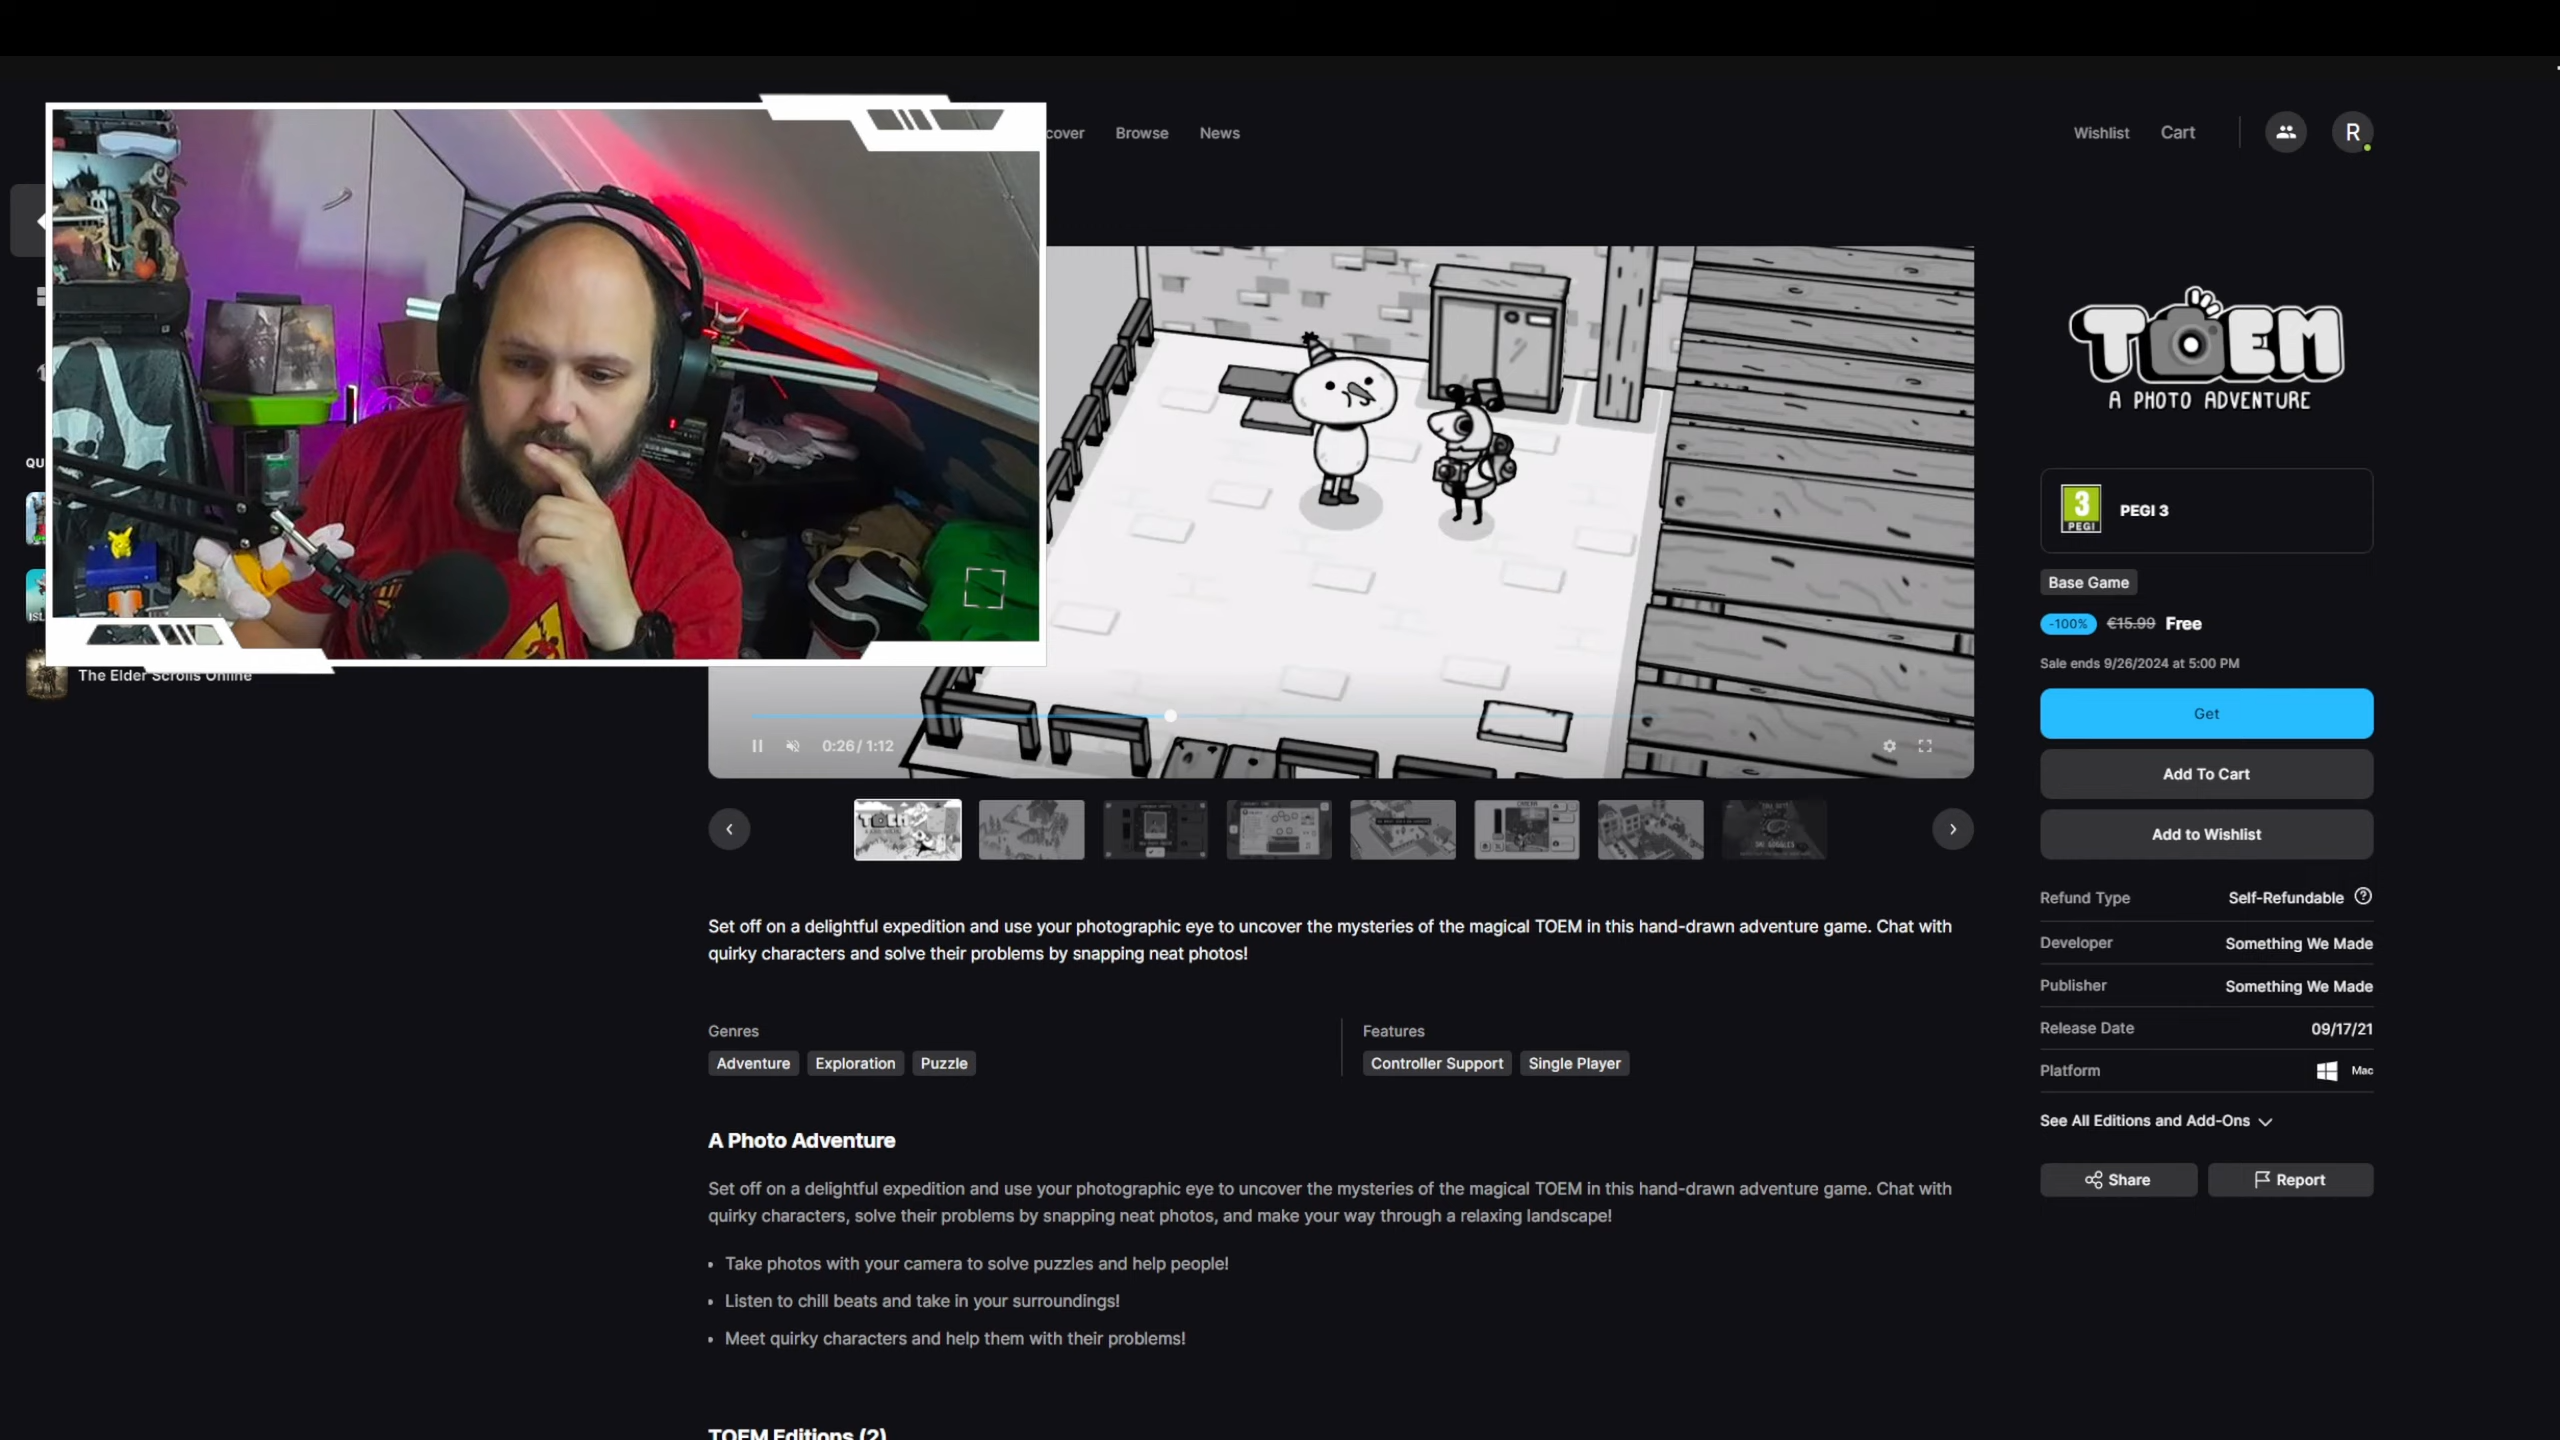 Browse
News
Wishlist
Cart
R
TOEM
A PHOTO ADVENTURE
3
PEGI
PEGI 3
Base Game
-100% €15.99 Free
Sale ends 9/26/2024 at 5:00 PM
Get
The Elder Scrolls Online
0:26 / 1:12
Add To Cart
Add to Wishlist
Set off on a delightful expedition and use your photographic eye to uncover the mysteries of the magical TOEM in this hand-drawn adventure game. Chat with
quirky characters and solve their problems by snapping neat photos!
Refund Type Self-Refundable
Developer Something We Made
Publisher Something We Made
Release Date 09/17/21
Platform Mac
See All Editions and Add-Ons
Share
Report
Genres
Adventure
Exploration
Puzzle
Features
Controller Support
Single Player
A Photo Adventure
Set off on a delightful expedition and use your photographic eye to uncover the mysteries of the magical TOEM in this hand-drawn adventure game. Chat with
quirky characters, solve their problems by snapping neat photos, and make your way through a relaxing landscape!
• Take photos with your camera to solve puzzles and help people!
• Listen to chill beats and take in your surroundings!
• Meet quirky characters and help them with their problems!
TOEM Editions (2)